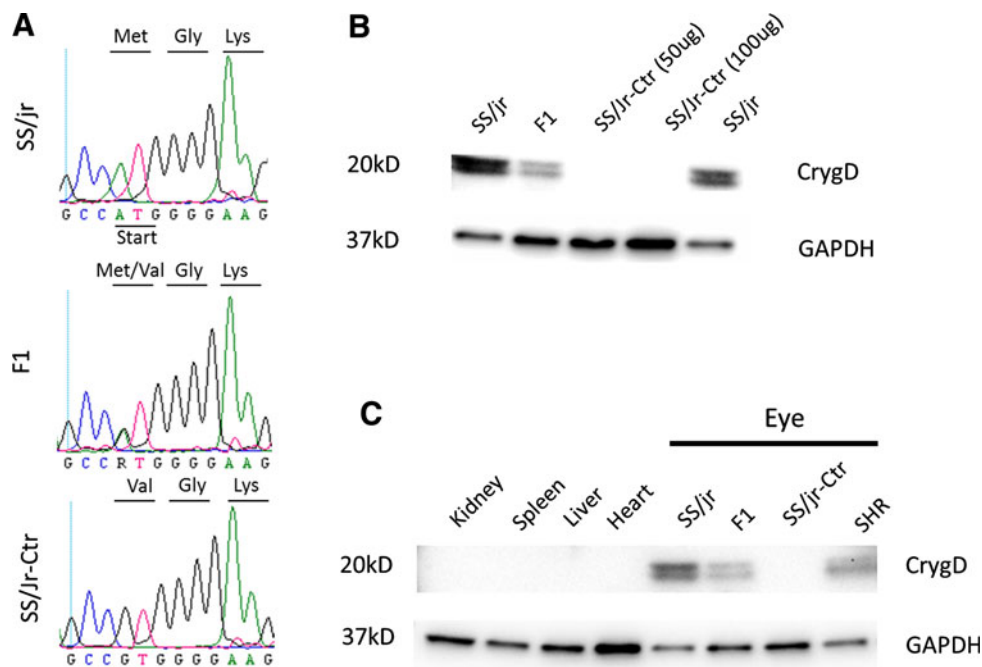 A
SS/jr
Met Gly Lys
G C C A T G G G G A A G
Start
F1
Met/Val Gly Lys
G C C R T G G G G A A G
SS/Jr-Ctr
Val Gly Lys
G C C G T G G G G A A G
B
SS/jr F1 SS/Jr-Ctr (50ug) SS/Jr-Ctr (100ug) SS/jr
20kD CrygD
37kD GAPDH
C
Eye
Kidney Spleen Liver Heart SS/jr F1 SS/jr-Ctr SHR
20kD CrygD
37kD GAPDH